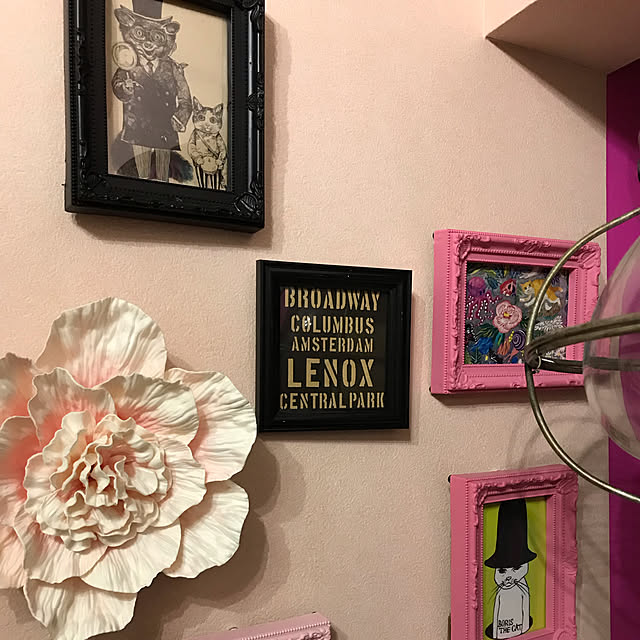 BROADWAY
COLUMBUS
AMSTERDAM
LENOX
CENTRAL PARK
BORIS
THE CAT